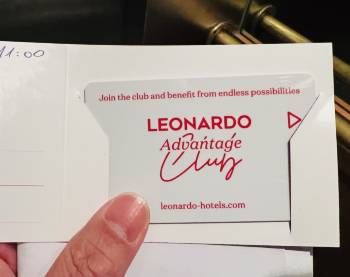 11:00
Join the club and benefit from endless possibilities
LEONARDO
Advantage
Club
leonardo-hotels.com